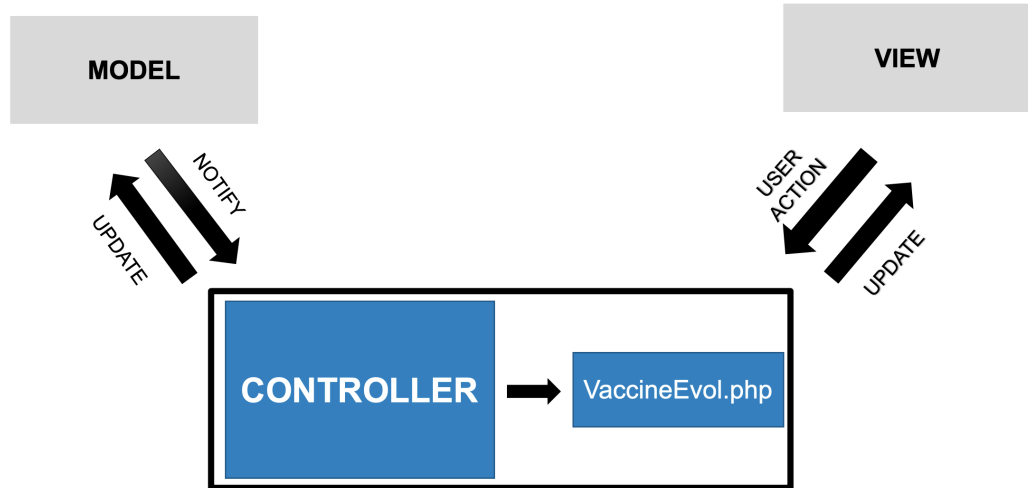 MODEL
VIEW
NOTIFY
UPDATE
USER
ACTION
UPDATE
CONTROLLER
VaccineEvol.php